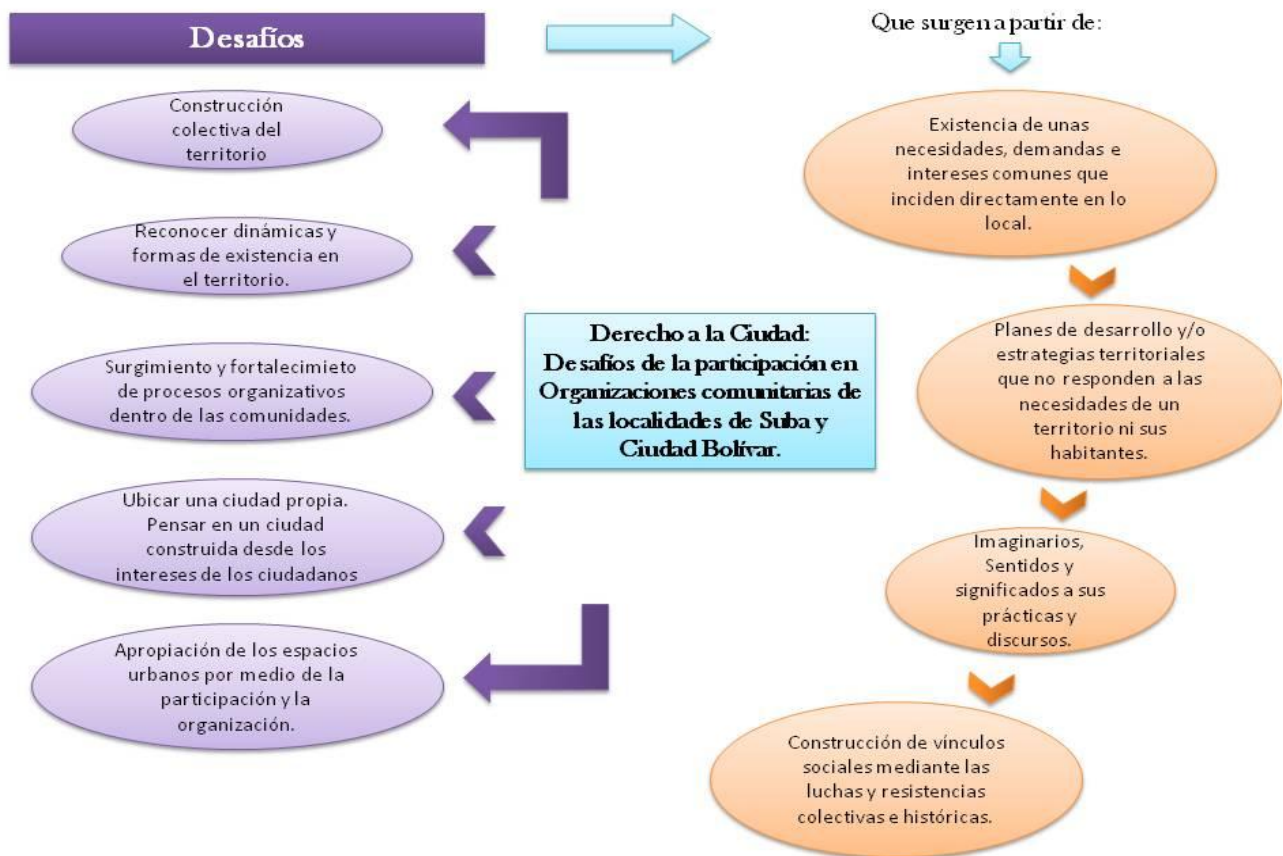 Desafíos
Construcción
colectiva del
territorio
Reconocer dinámicas y
formas de existencia en
el territorio.
Surgimiento y fortalecimieto
de procesos organizativos
dentro de las comunidades.
Ubicar una ciudad propia.
Pensar en un ciudad
construida desde los
intereses de los ciudadanos
Apropiación de los espacios
urbanos por medio de la
participación y la
organización.
Derecho a la Ciudad:
Desafíos de la participación en
Organizaciones comunitarias de
las localidades de Suba y
Ciudad Bolívar.
Que surgen a partir de:
Existencia de unas
necesidades, demandas e
intereses comunes que
inciden directamente en lo
local.
Planes de desarrollo y/o
estrategias territoriales
que no responden a las
necesidades de un
territorio ni sus
habitantes.
Imaginarios,
Sentidos y
significados a sus
prácticas y
discursos.
Construcción de vínculos
sociales mediante las
luchas y resistencias
colectivas e históricas.